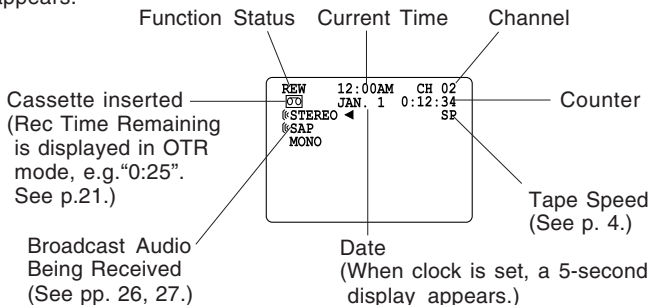 appears.
Function Status Current Time Channel
REW 12:00AM CH 02
JAN. 1 0:12:34
STEREO ◄ SP
SAP
MONO
Cassette inserted
(Rec Time Remaining
is displayed in OTR
mode, e.g."0:25".
See p.21.)
Counter
Tape Speed
(See p. 4.)
Broadcast Audio
Being Received
(See pp. 26, 27.)
Date
(When clock is set, a 5-second
display appears.)